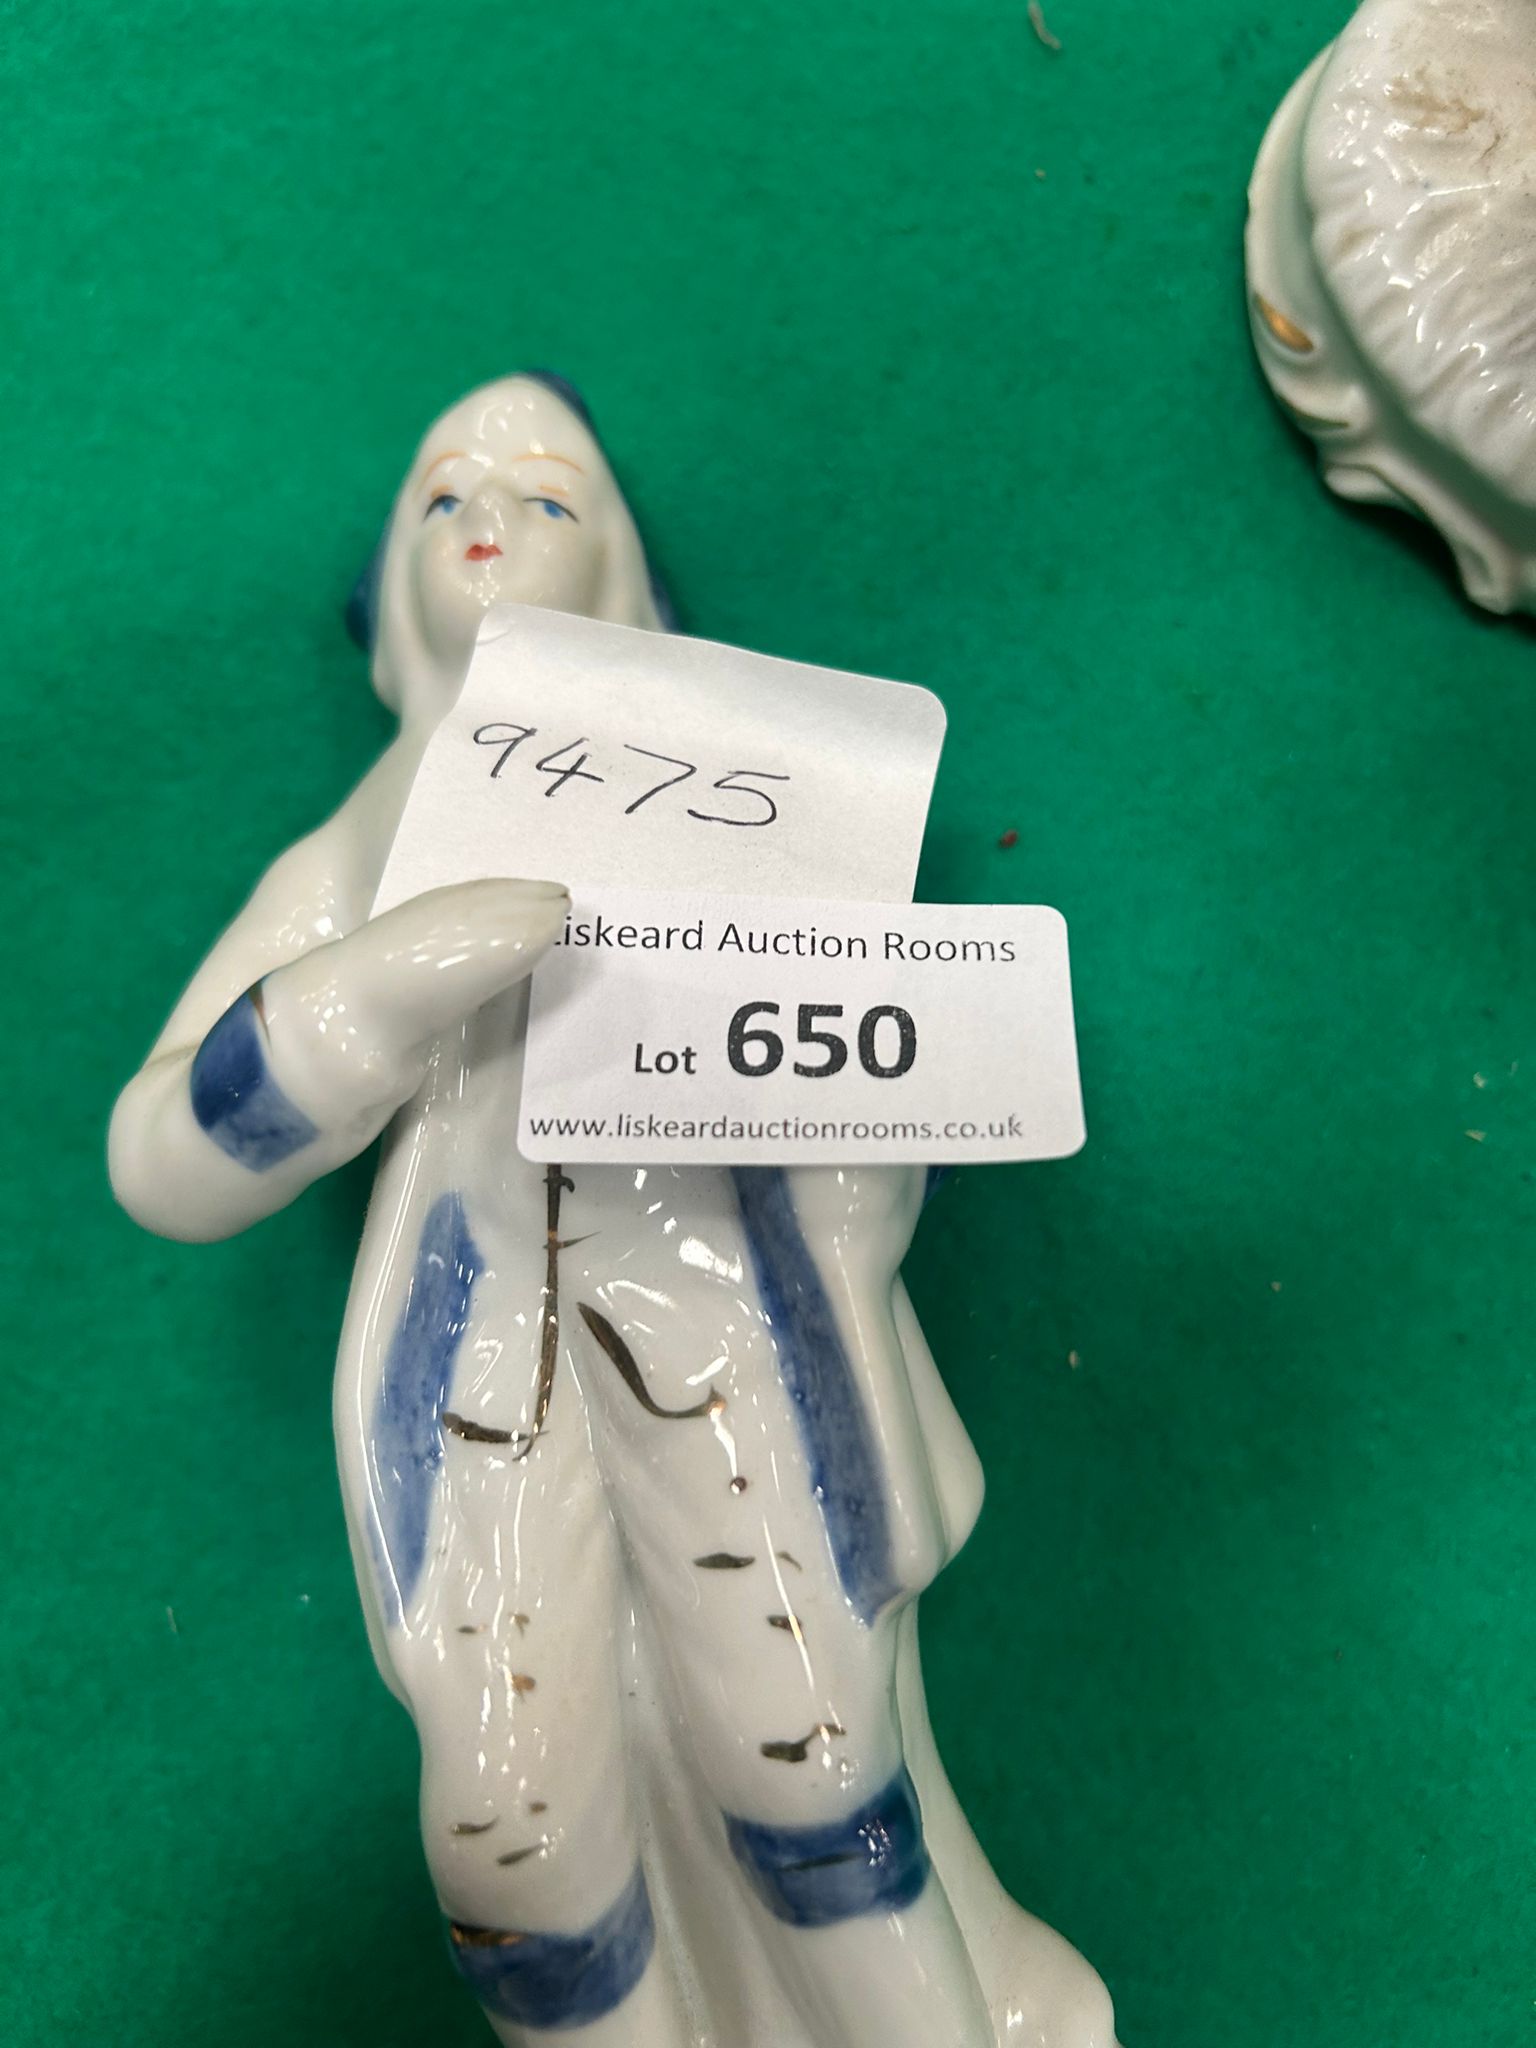 9475
Liskeard Auction Rooms
Lot 650
www.liskeardauctionrooms.co.uk